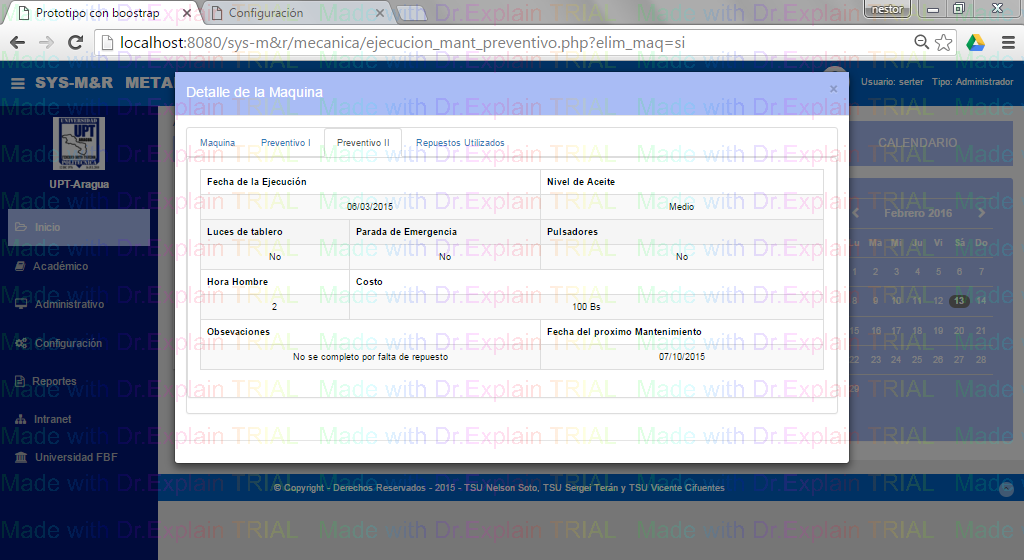 Prototipo con boostrap
Configuración
nestor
localhost:8080/sys-m&r/mecanica/ejecucion_mant_preventivo.php?elim_maq=si
SYS-M&R META
Usuario: serter Tipo: Administrador
Detalle de la Maquina
×
UNIVERSIDAD
UPT
UPT-Aragua
Inicio
Académico
Administrativo
Configuración
Reportes
Intranet
Universidad FBF
Maquina Preventivo I Preventivo II Repuestos Utilizados
Fecha de la Ejecución Nivel de Aceite
06/03/2015 Medio
Luces de tablero Parada de Emergencia Pulsadores
No No No
Hora Hombre Costo
2 100 Bs
Obsevaciones Fecha del proximo Mantenimiento
No se completo por falta de repuesto 07/10/2015
CALENDARIO
Febrero 2016
Lu Ma Mi Ju Vi Sá Do
1 2 3 4 5 6 7
8 9 10 11 12 13 14
15 16 17 18 19 20 21
22 23 24 25 26 27 28
29
© Copyright - Derechos Reservados - 2015 - TSU Nelson Soto, TSU Sergei Terán y TSU Vicente Cifuentes
Made with Dr.Explain TRIAL